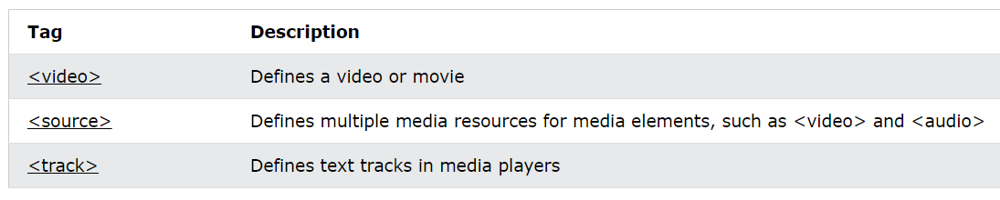 Tag Description
<video> Defines a video or movie
<source> Defines multiple media resources for media elements, such as <video> and <audio>
<track> Defines text tracks in media players